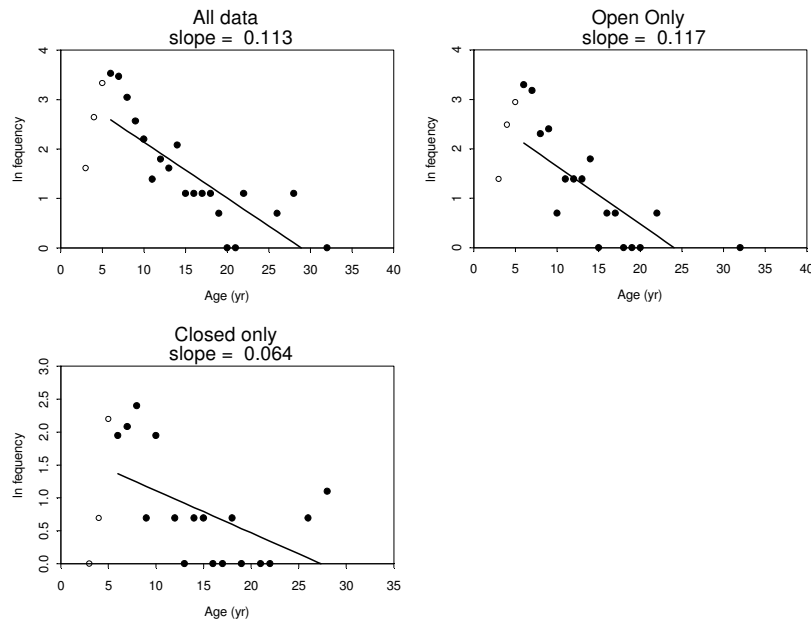 All data
slope = 0.113
4
3
2
1
0
ln fequency
0 5 10 15 20 25 30 35 40
Age (yr)
Open Only
slope = 0.117
4
3
2
1
0
ln fequency
0 5 10 15 20 25 30 35 40
Age (yr)
Closed only
slope = 0.064
3.0
2.5
2.0
1.5
1.0
0.5
0.0
ln fequency
0 5 10 15 20 25 30 35
Age (yr)